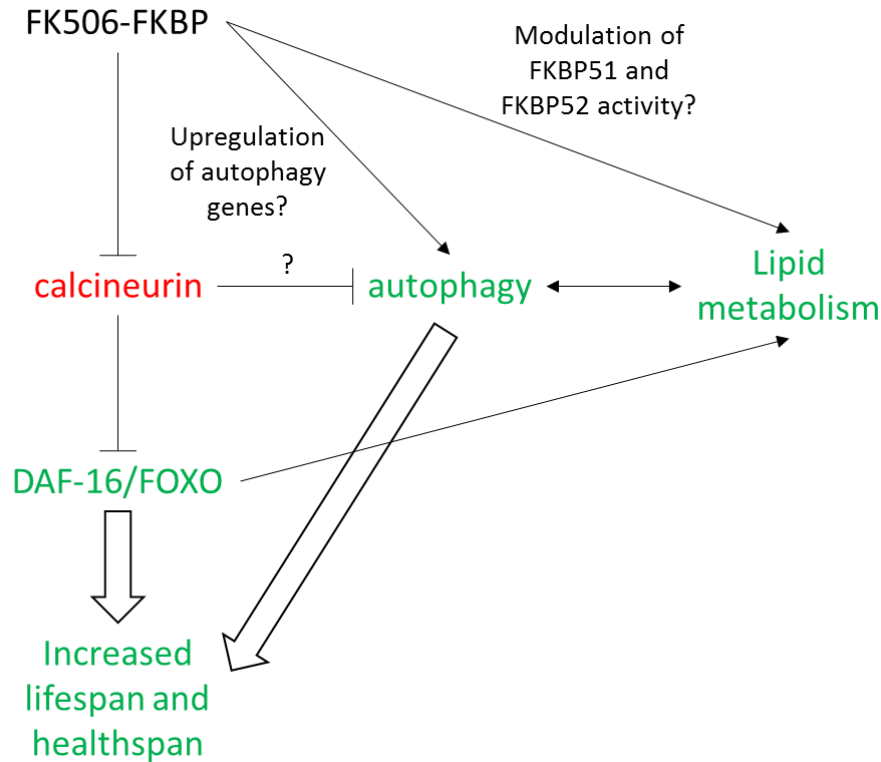 FK506-FKBP
Modulation of
FKBP51 and
FKBP52 activity?
Upregulation
of autophagy
genes?
calcineurin
?
autophagy
Lipid
metabolism
DAF-16/FOXO
Increased
lifespan and
healthspan